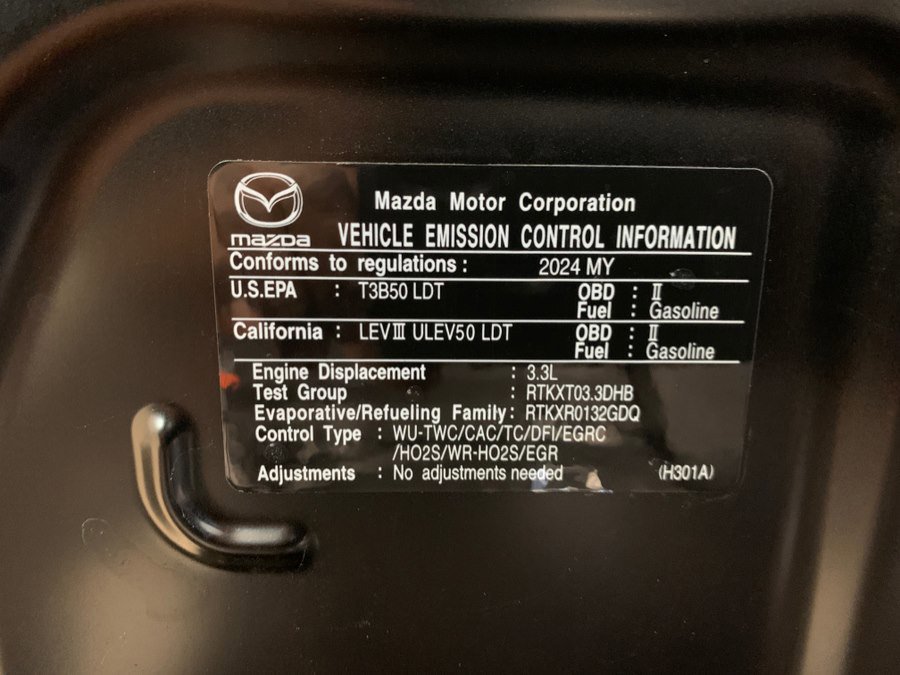 Mazda Motor Corporation
mazda VEHICLE EMISSION CONTROL INFORMATION
Conforms to regulations : 2024 MY
U.S.EPA : T3B50 LDT OBD : II
Fuel : Gasoline
California : LEVⅢ ULEV50 LDT OBD : II
Fuel : Gasoline
Engine Displacement : 3.3L
Test Group : RTKXT03.3DHB
Evaporative/Refueling Family: RTKXR0132GDQ
Control Type : WU-TWC/CAC/TC/DFI/EGRC
/HO2S/WR-HO2S/EGR
Adjustments : No adjustments needed (H301A)